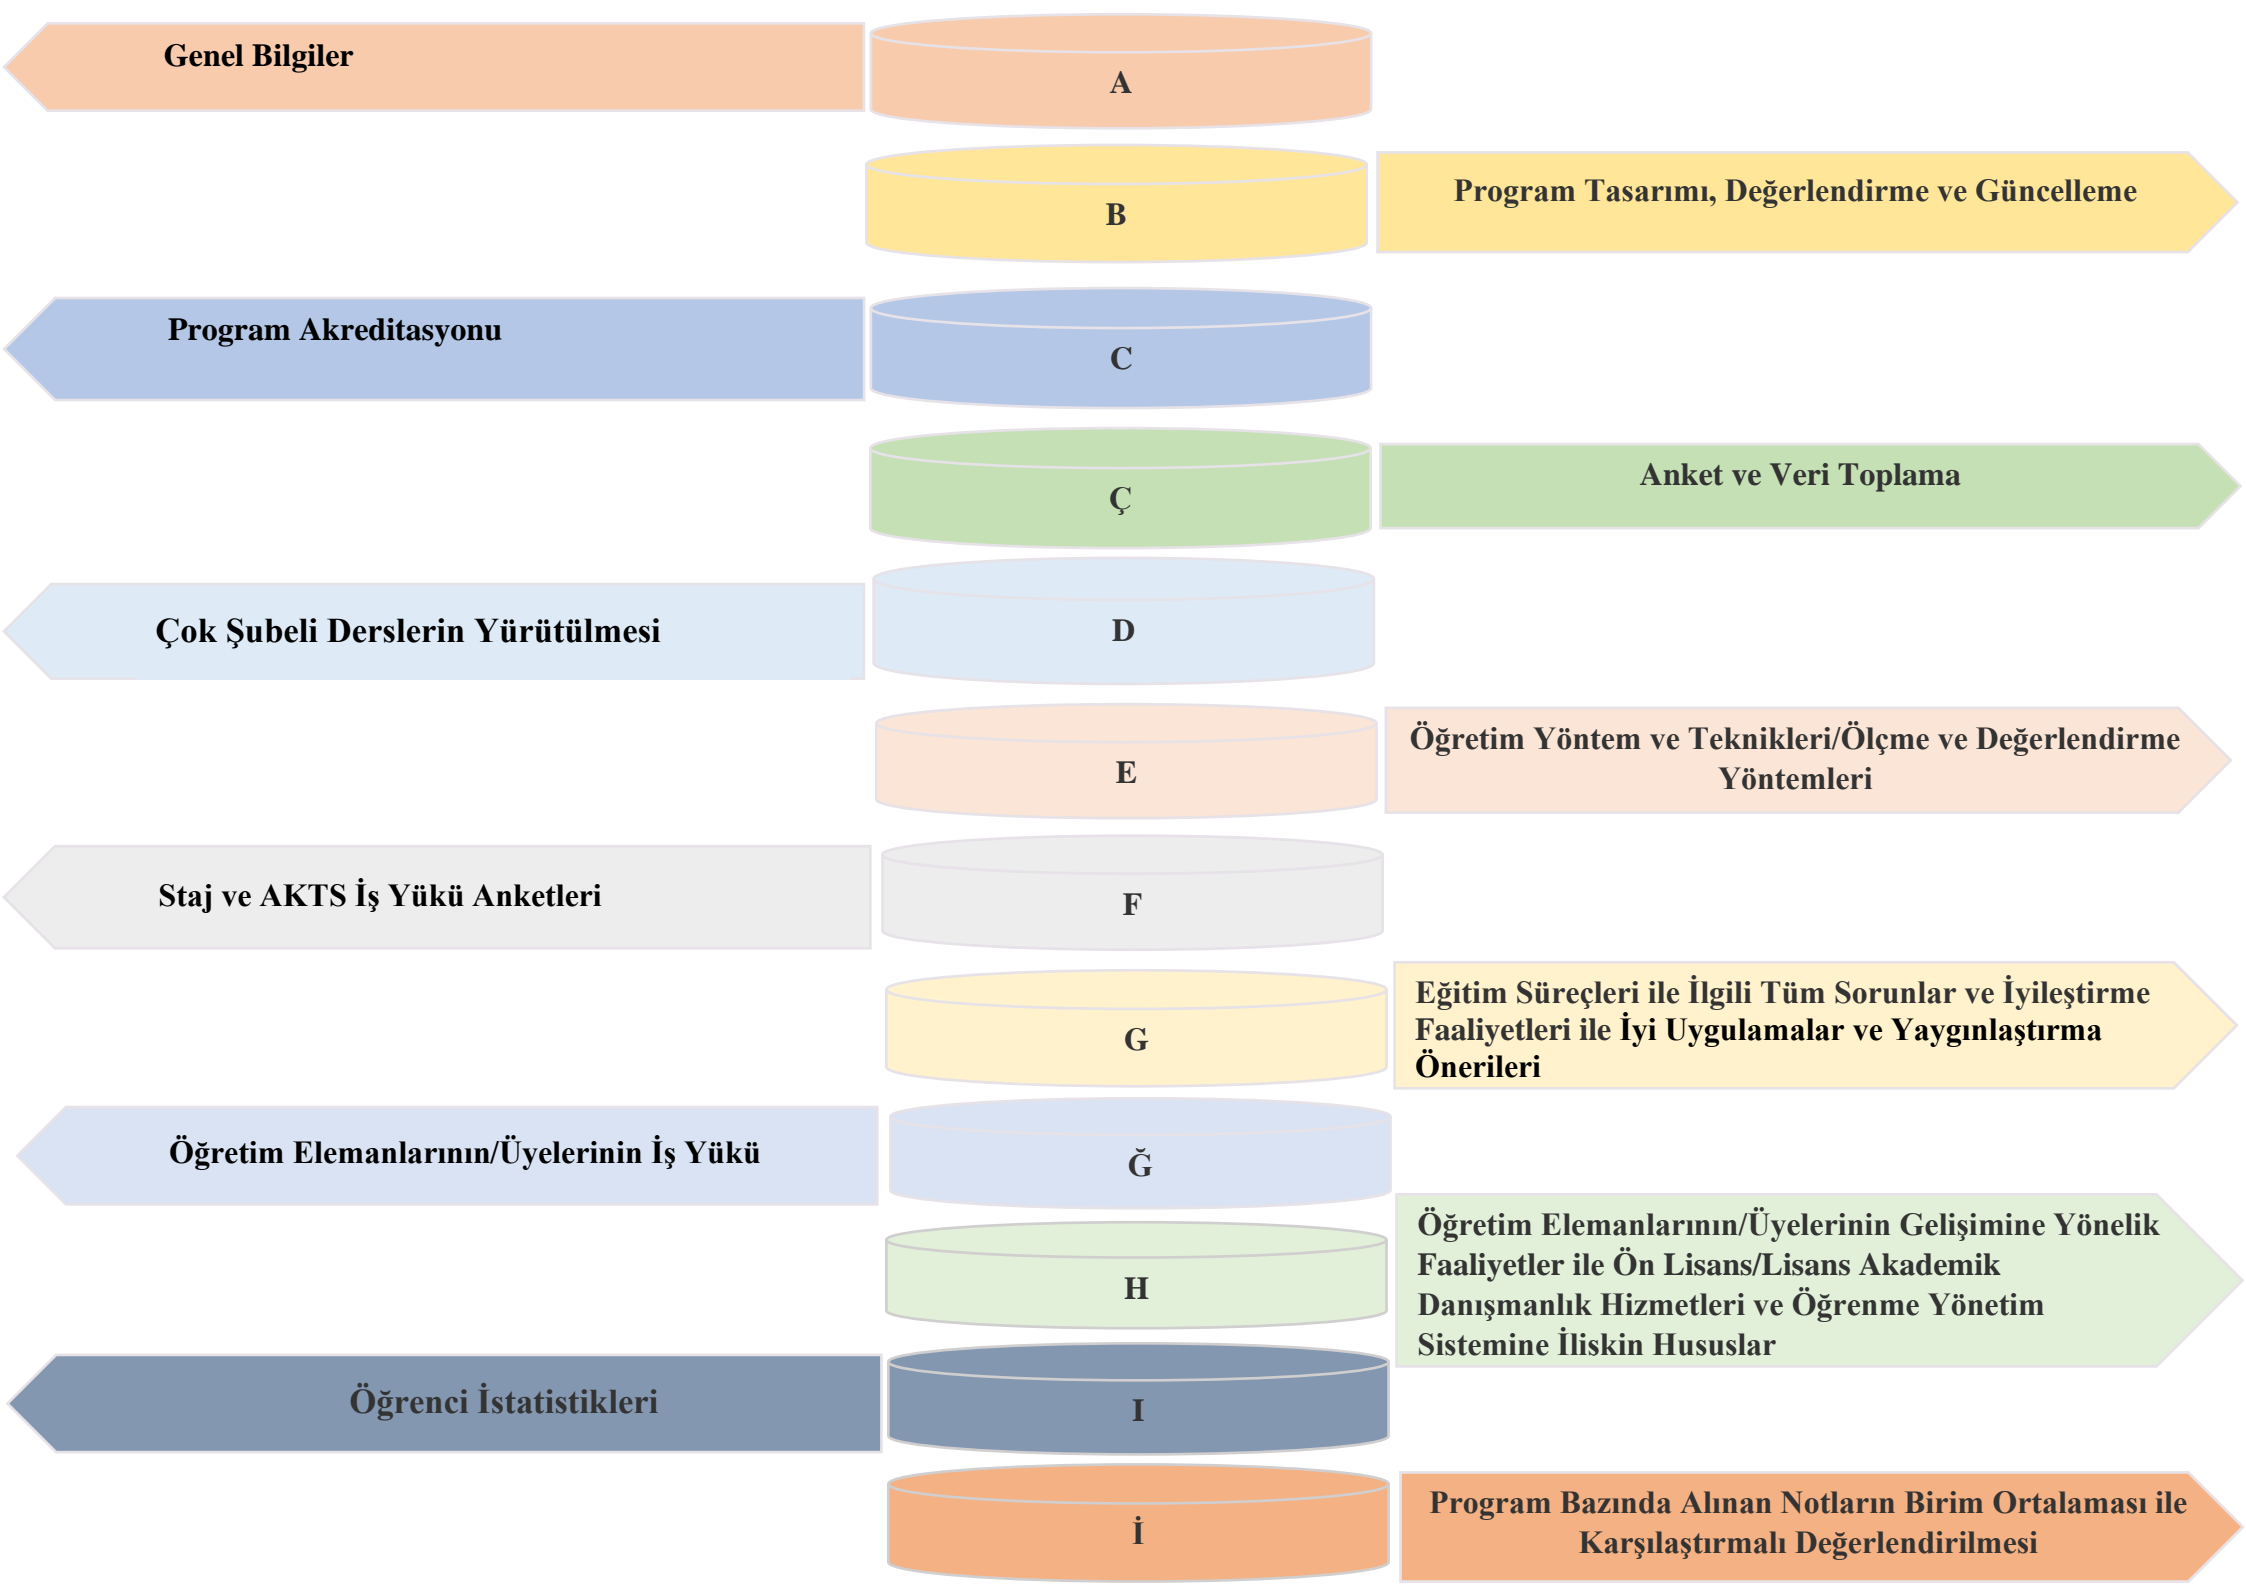 Genel Bilgiler
A
B
Program Tasarımı, Değerlendirme ve Güncelleme
Program Akreditasyonu
C
Ç
Anket ve Veri Toplama
Çok Şubeli Derslerin Yürütülmesi
D
E
Öğretim Yöntem ve Teknikleri/Ölçme ve Değerlendirme
Yöntemleri
Staj ve AKTS İş Yükü Anketleri
F
G
Eğitim Süreçleri ile İlgili Tüm Sorunlar ve İyileştirme
Faaliyetleri ile İyi Uygulamalar ve Yaygınlaştırma
Önerileri
Öğretim Elemanlarının/Üyelerinin İş Yükü
Ğ
H
Öğretim Elemanlarının/Üyelerinin Gelişimine Yönelik
Faaliyetler ile Ön Lisans/Lisans Akademik
Danışmanlık Hizmetleri ve Öğrenme Yönetim
Sistemine İliskin Hususlar
Öğrenci İstatistikleri
I
İ
Program Bazında Alınan Notların Birim Ortalaması ile
Karşılaştırmalı Değerlendirilmesi